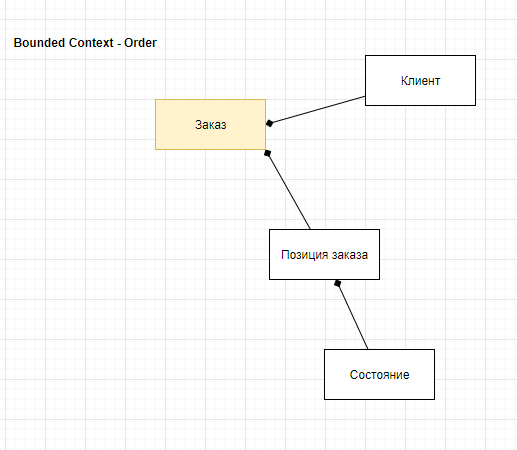 Bounded Context - Order
Клиент
Заказ
Позиция заказа
Состояние